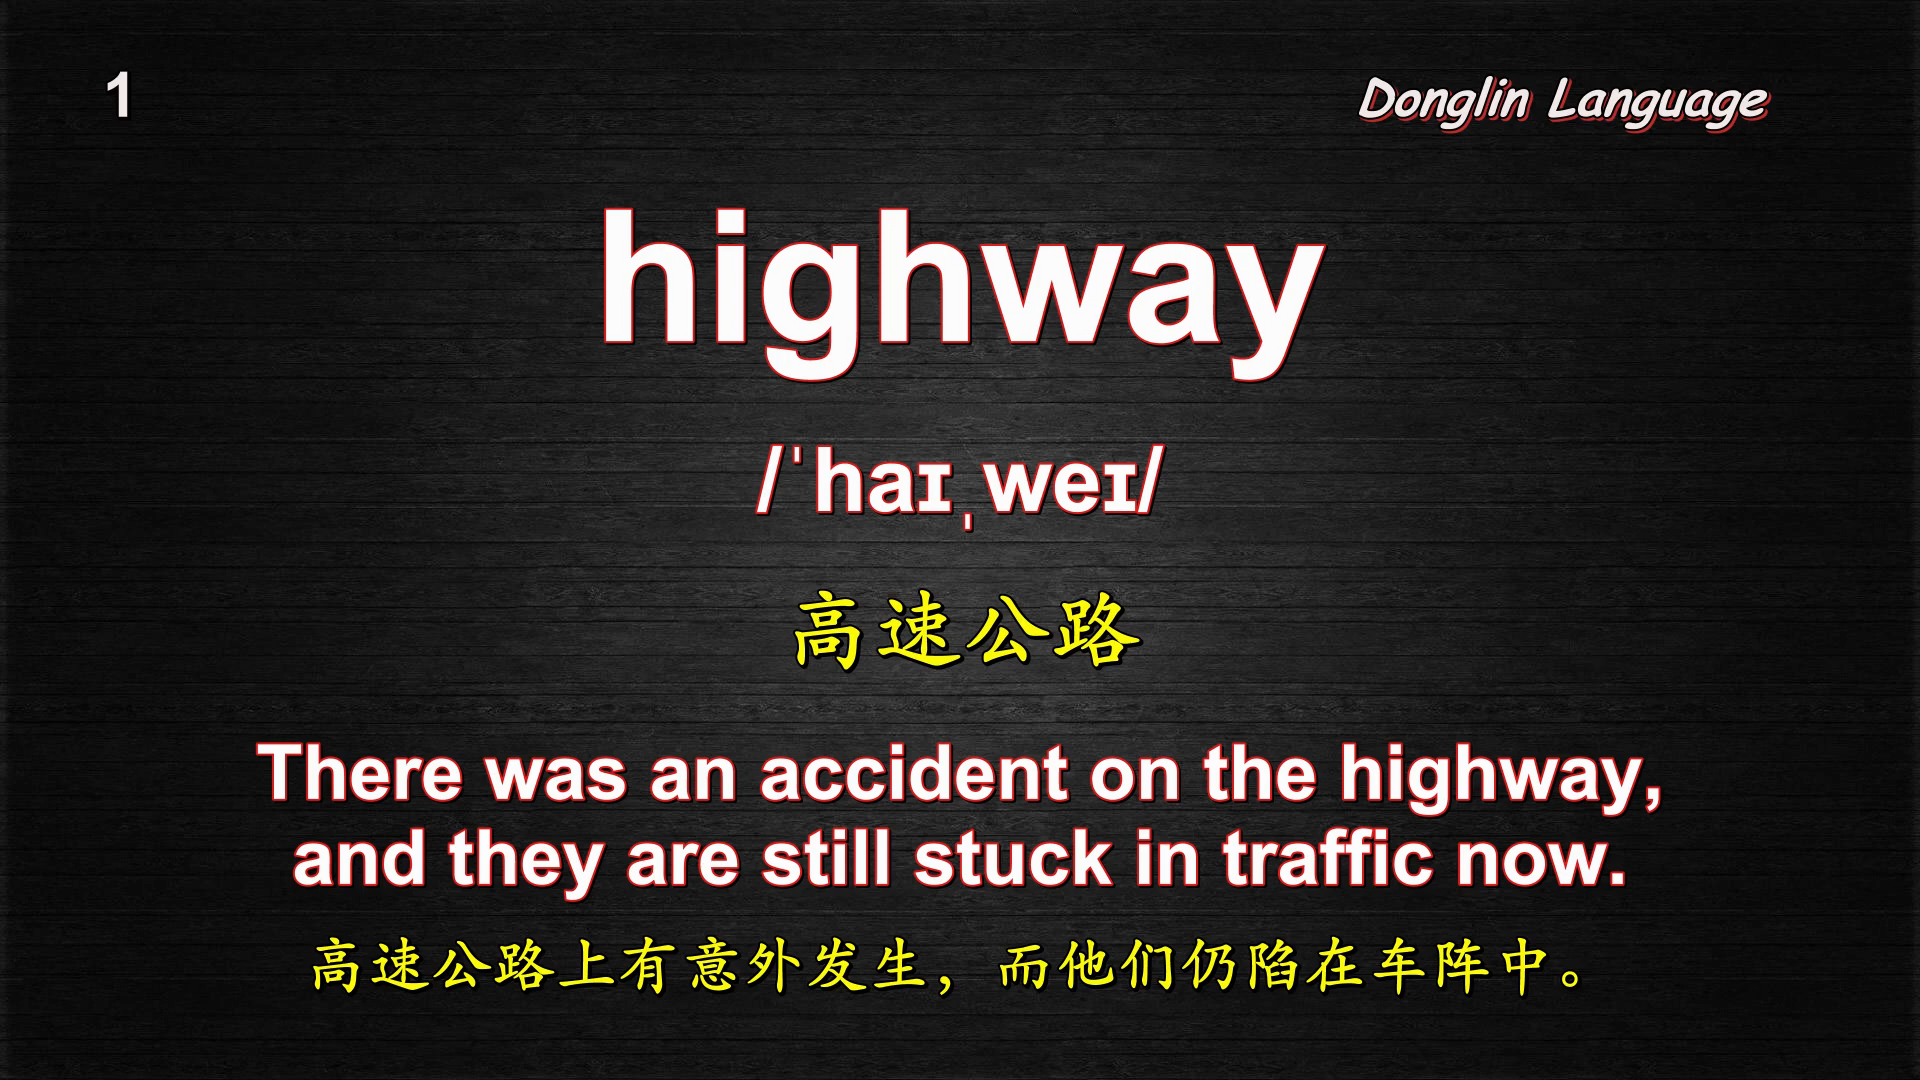 1
Donglin Language
highway
/ˈhaɪˌweɪ/
高速公路
There was an accident on the highway,
and they are still stuck in traffic now.
高速公路上有意外发生，而他们仍陷在车阵中。